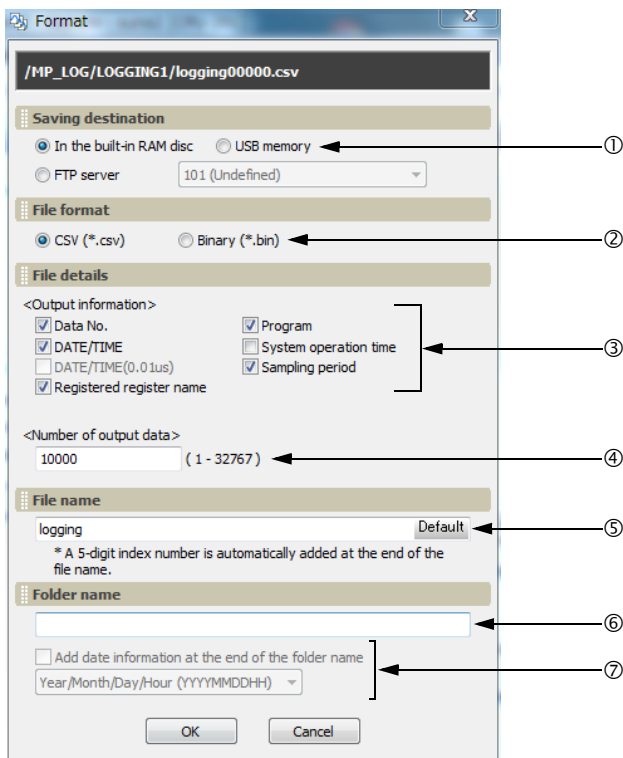 Format
/MP_LOG/LOGGING1/logging00000.csv
Saving destination
In the built-in RAM disc USB memory
①
FTP server 101 (Undefined)
File format
CSV (*.csv) Binary (*.bin)
②
File details
<Output information>
Data No. Program
DATE/TIME System operation time
③
DATE/TIME(0.01us) Sampling period
Registered register name
<Number of output data>
10000 ( 1 - 32767 )
④
File name
logging Default
⑤
* A 5-digit index number is automatically added at the end of the
file name.
Folder name
⑥
Add date information at the end of the folder name
⑦
Year/Month/Day/Hour (YYYYMMDDHH)
OK Cancel